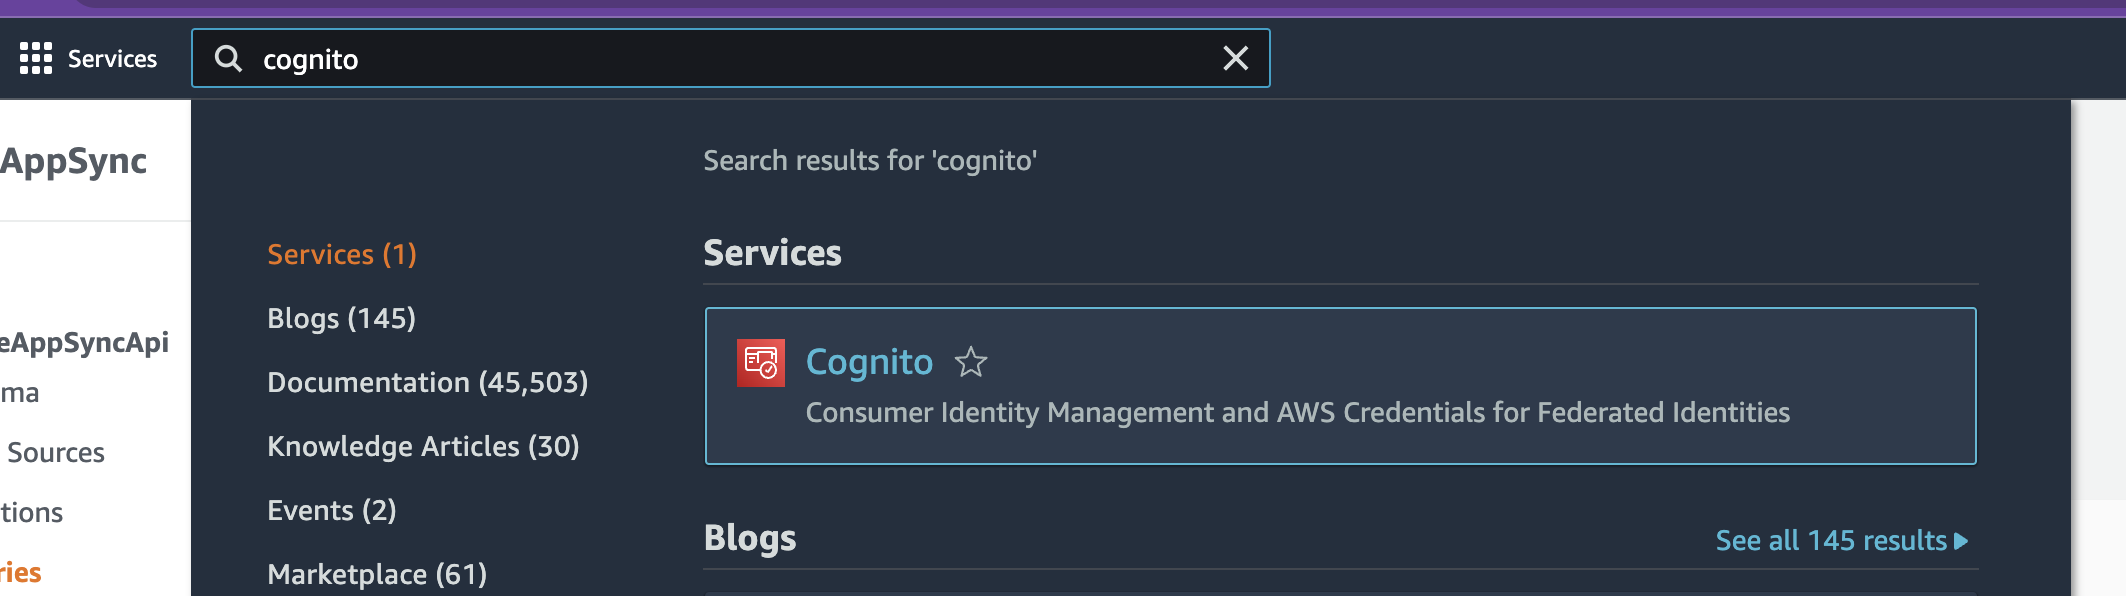 Services
cognito
AppSync
eAppSyncApi
ma
Sources
tions
ries
Services (1)
Blogs (145)
Documentation (45,503)
Knowledge Articles (30)
Events (2)
Marketplace (61)
Search results for 'cognito'
Services
Cognito
Consumer Identity Management and AWS Credentials for Federated Identities
Blogs
See all 145 results